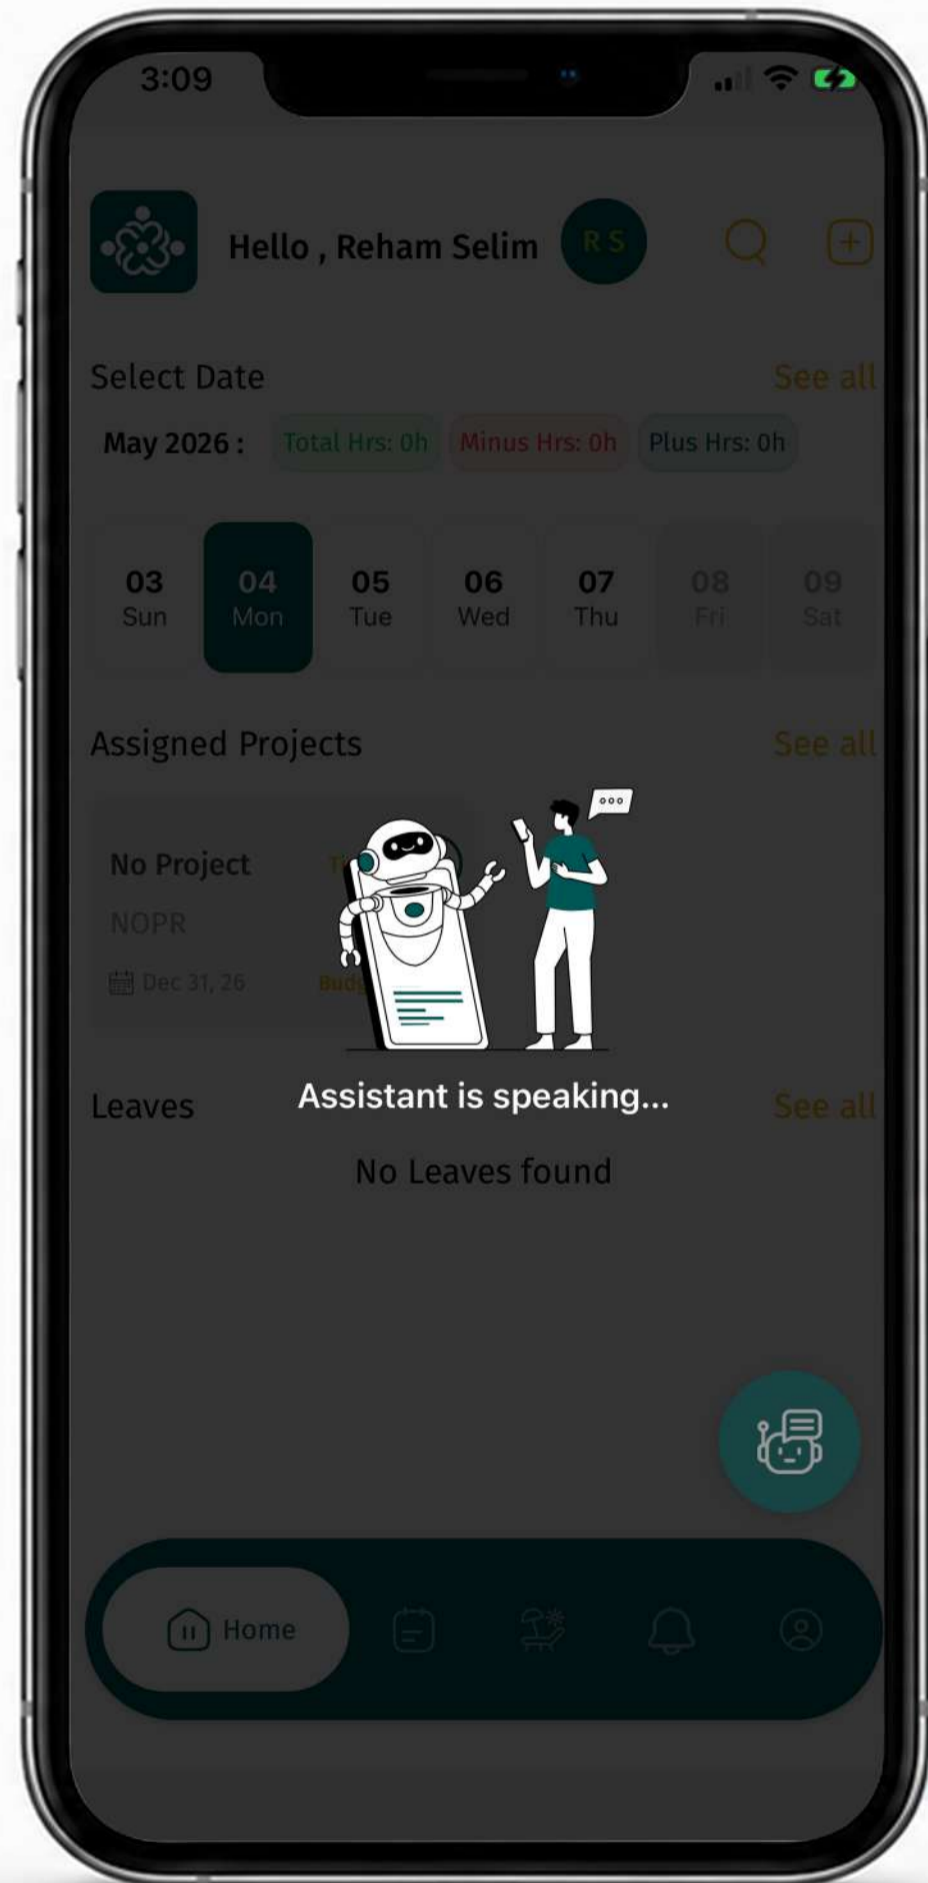 3:09
Hello , Reham Selim
R S
Select Date
See all
May 2026 :
Total Hrs: 0h
Minus Hrs: 0h
Plus Hrs: 0h
03
Sun
04
Mon
05
Tue
06
Wed
07
Thu
08
Fri
09
Sat
Assigned Projects
See all
No Project
NOPR
Dec 31, 26
Assistant is speaking...
Leaves
See all
No Leaves found
Home